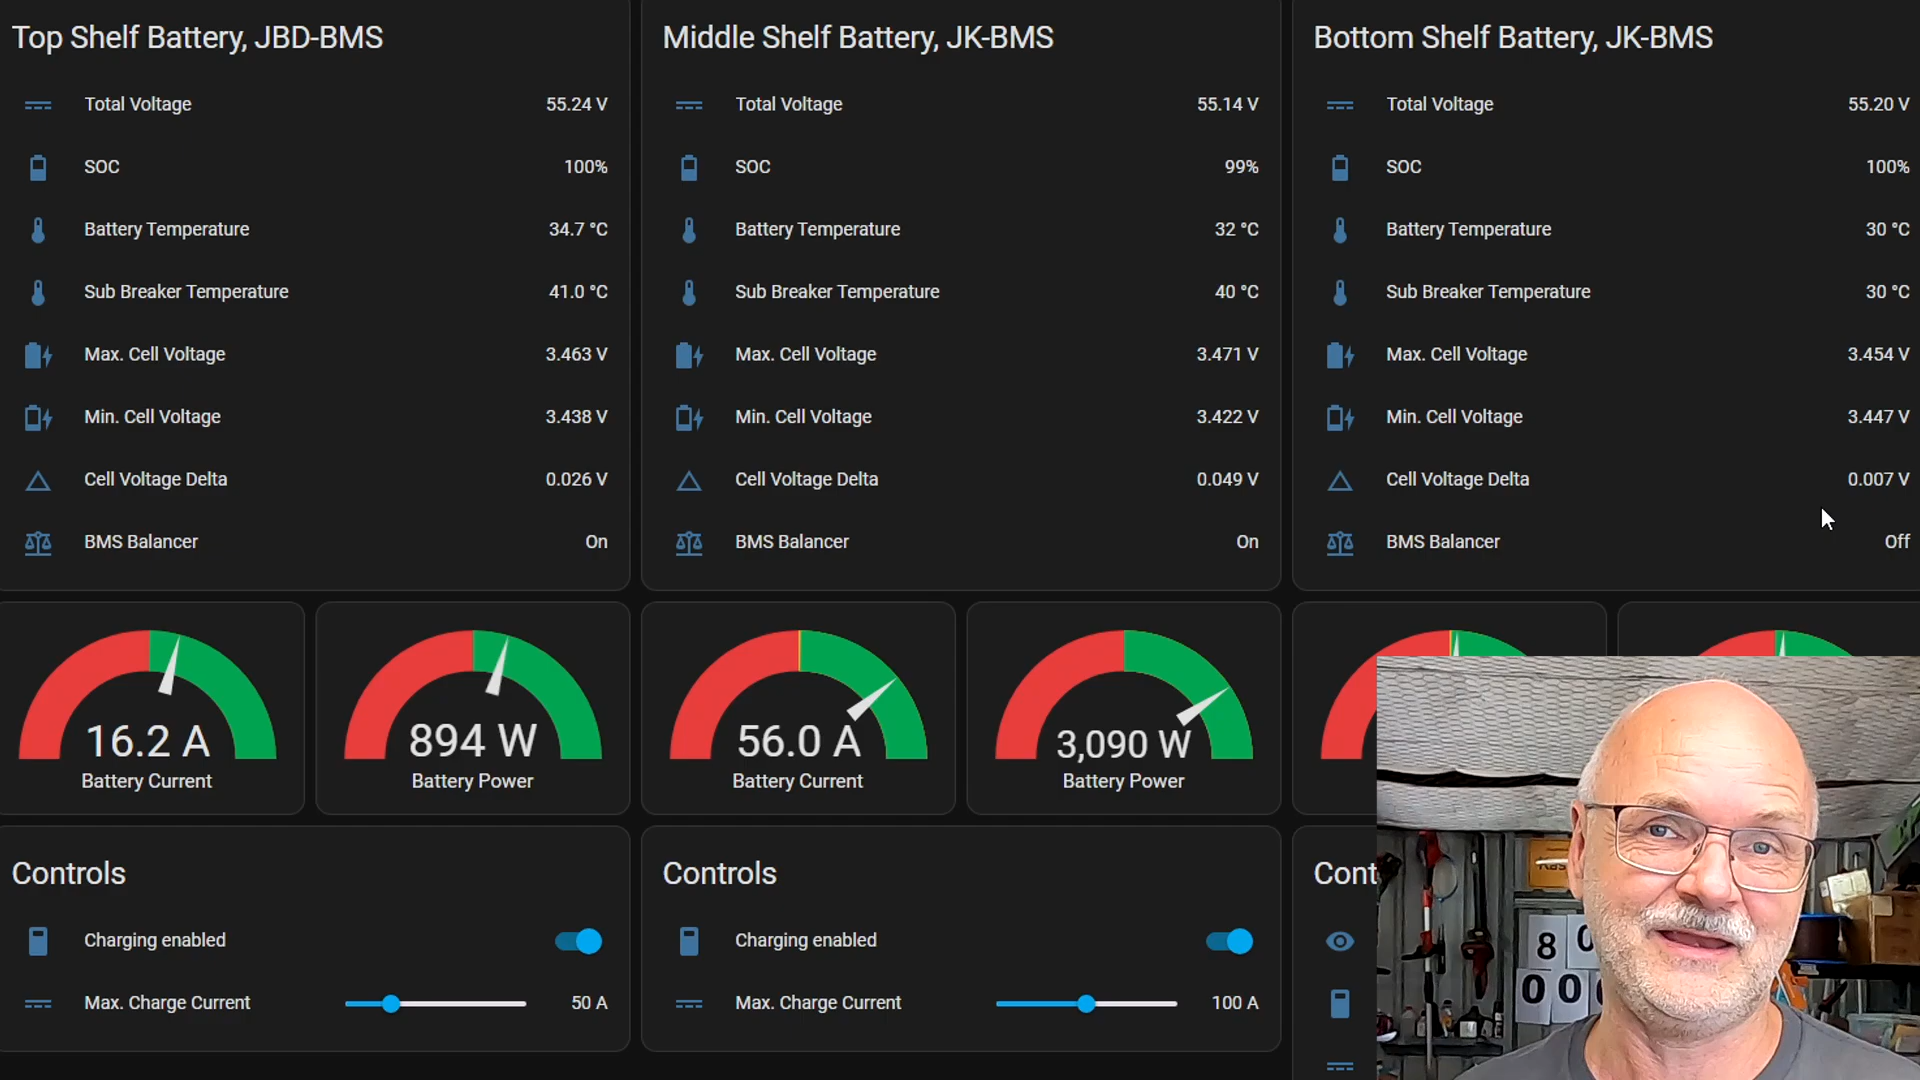 Top Shelf Battery, JBD-BMS
Total Voltage 55.24 V
SOC 100%
Battery Temperature 34.7 °C
Sub Breaker Temperature 41.0 °C
Max. Cell Voltage 3.463 V
Min. Cell Voltage 3.438 V
Cell Voltage Delta 0.026 V
BMS Balancer On
16.2 A
Battery Current
894 W
Battery Power
Controls
Charging enabled
Max. Charge Current 50 A
Middle Shelf Battery, JK-BMS
Total Voltage 55.14 V
SOC 99%
Battery Temperature 32 °C
Sub Breaker Temperature 40 °C
Max. Cell Voltage 3.471 V
Min. Cell Voltage 3.422 V
Cell Voltage Delta 0.049 V
BMS Balancer On
56.0 A
Battery Current
3,090 W
Battery Power
Controls
Charging enabled
Max. Charge Current 100 A
Bottom Shelf Battery, JK-BMS
Total Voltage 55.20 V
SOC 100%
Battery Temperature 30 °C
Sub Breaker Temperature 30 °C
Max. Cell Voltage 3.454 V
Min. Cell Voltage 3.447 V
Cell Voltage Delta 0.007 V
BMS Balancer Off
Cont
8 0
0 0